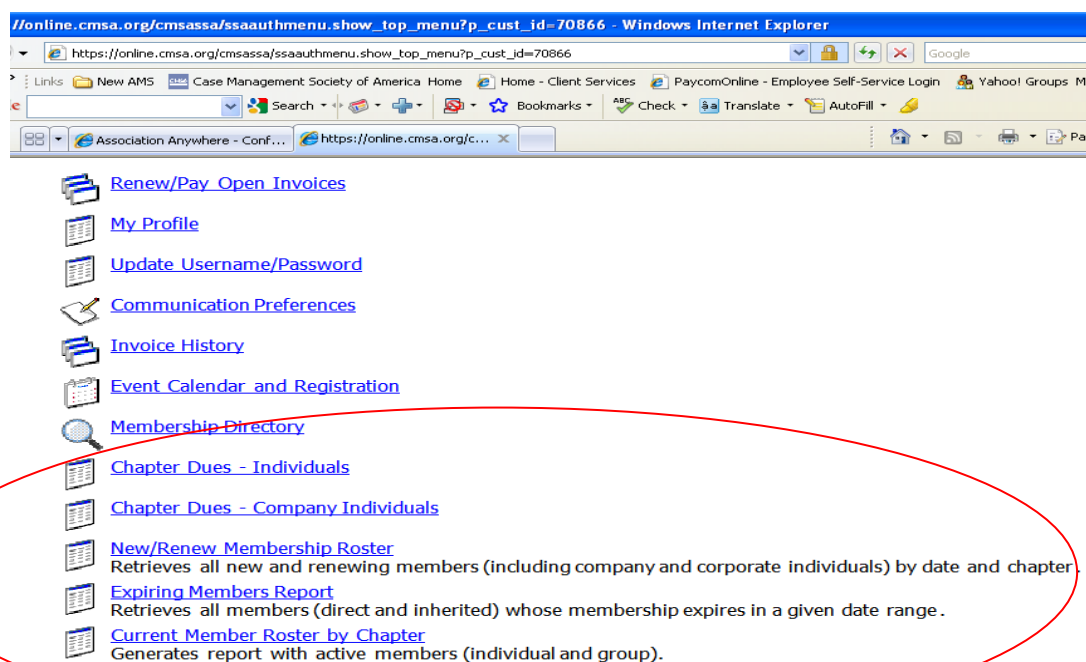 //online.cmsa.org/cmsassa/ssaauthmenu.show_top_menu?p_cust_id=70866 - Windows Internet Explorer
https://online.cmsa.org/cmsassa/ssaauthmenu.show_top_menu?p_cust_id=70866 Google
Links New AMS CMSA Case Management Society of America Home Home - Client Services PaycomOnline - Employee Self-Service Login Yahoo! Groups M
e Search Bookmarks ABC Check Translate AutoFill
Association Anywhere - Conf... https://online.cmsa.org/c... Pa
Renew/Pay Open Invoices
My Profile
Update Username/Password
Communication Preferences
Invoice History
Event Calendar and Registration
Membership Directory
Chapter Dues - Individuals
Chapter Dues - Company Individuals
New/Renew Membership Roster
Retrieves all new and renewing members (including company and corporate individuals) by date and chapter.
Expiring Members Report
Retrieves all members (direct and inherited) whose membership expires in a given date range.
Current Member Roster by Chapter
Generates report with active members (individual and group).